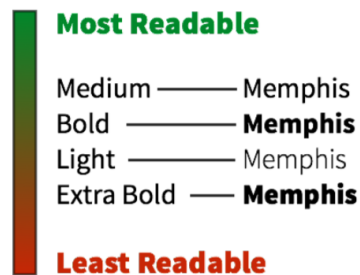 Most Readable
Medium Memphis
Bold Memphis
Light Memphis
Extra Bold Memphis
Least Readable